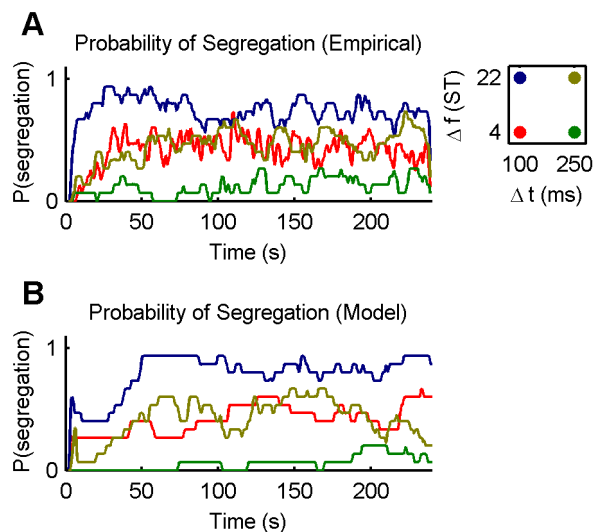 A
Probability of Segregation (Empirical)
P(segregation)
1
0
0 50 100 150 200
Time (s)
Δ f (ST)
22
4
100 250
Δ t (ms)
B
Probability of Segregation (Model)
P(segregation)
1
0
0 50 100 150 200
Time (s)